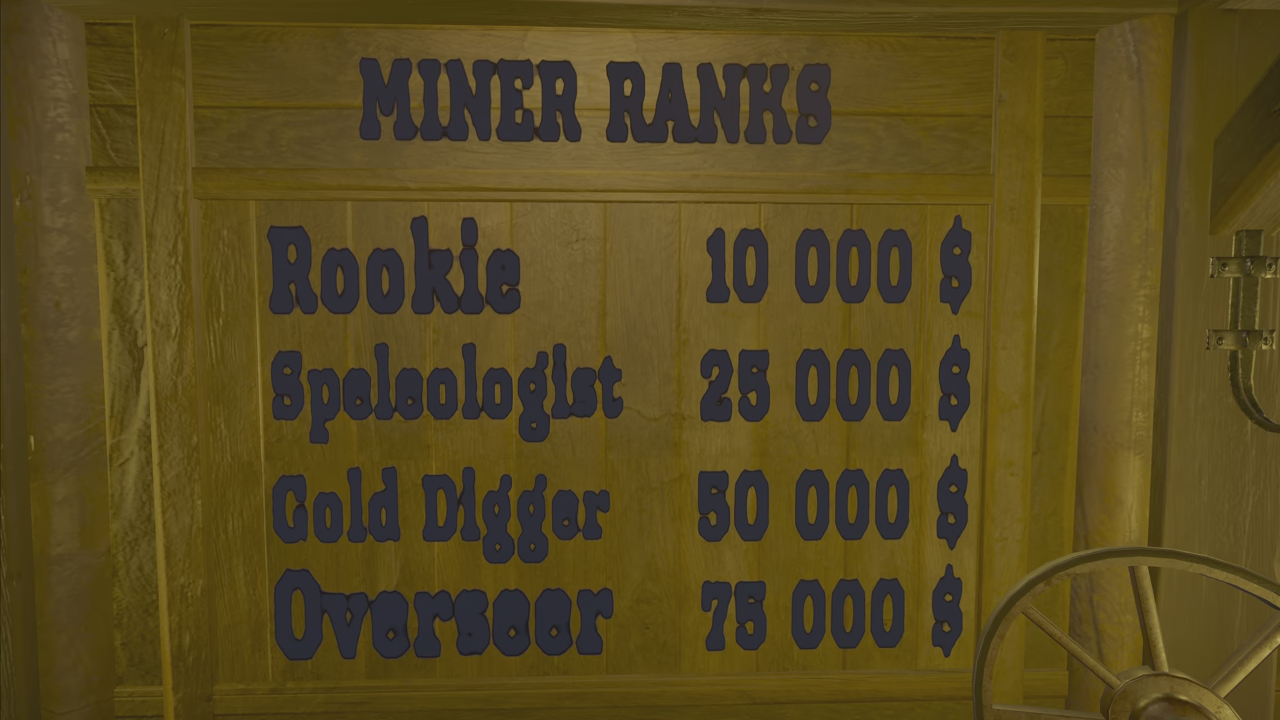 MINER RANKS
Rookie 10 000 $
Speleologist 25 000 $
Gold Digger 50 000 $
Overseer 75 000 $